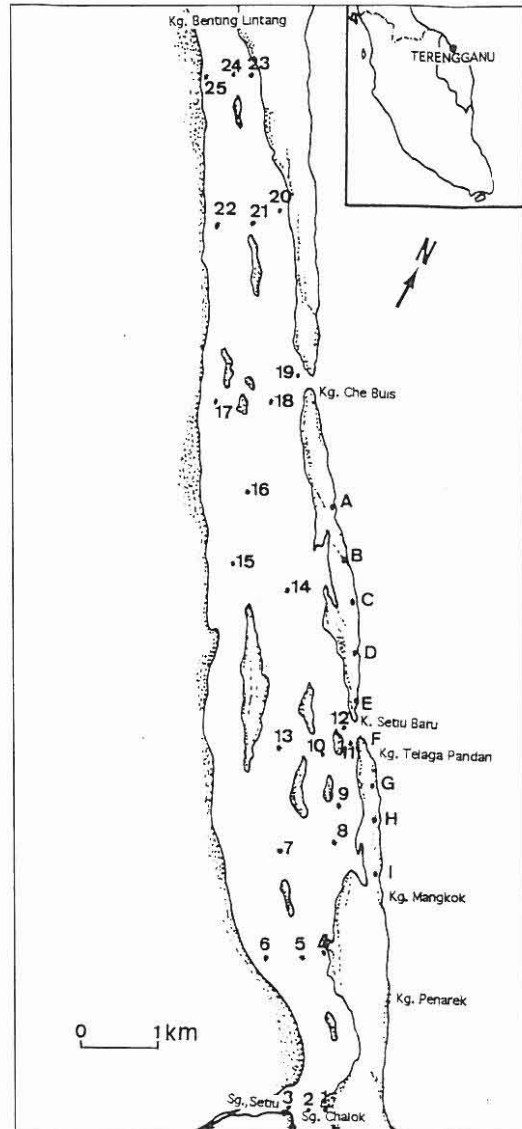 Kg. Benting Lintang
TERENGGANU
24 23
25
20
22 21
N
19
Kg. Che Buis
17 18
16
A
B
15
14
C
D
E
12 K. Setiu Baru
13 10 11 F
Kg. Telaga Pandan
G
9
H
8
7
I
Kg. Mangkok
6 5 4
Kg. Penarek
0 1km
Sg. Setiu 3 2 1
Sg. Chalok